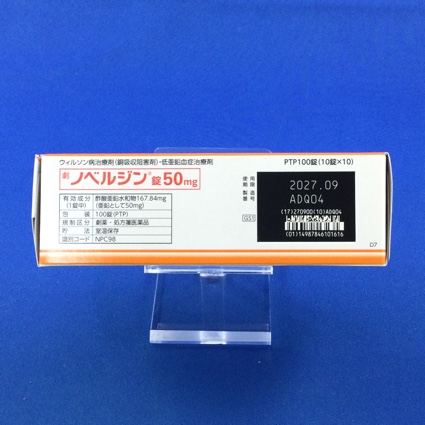 ウィルソン病治療剤(銅吸収阻害剤)・低亜鉛血症治療剤
PTP100錠(10錠×10)
劇 ノベルジン®錠50mg
有効成分(1錠中) 酢酸亜鉛水和物167.84mg
(亜鉛として50mg)
包装 100錠(PTP)
規制区分 劇薬・処方箋医薬品
貯法 室温保存
識別コード NPC98
使用期限 2027.09
製造番号 ADQ04
GS1
(17)270900(10)ADQ04
(01)14987846101616
D7